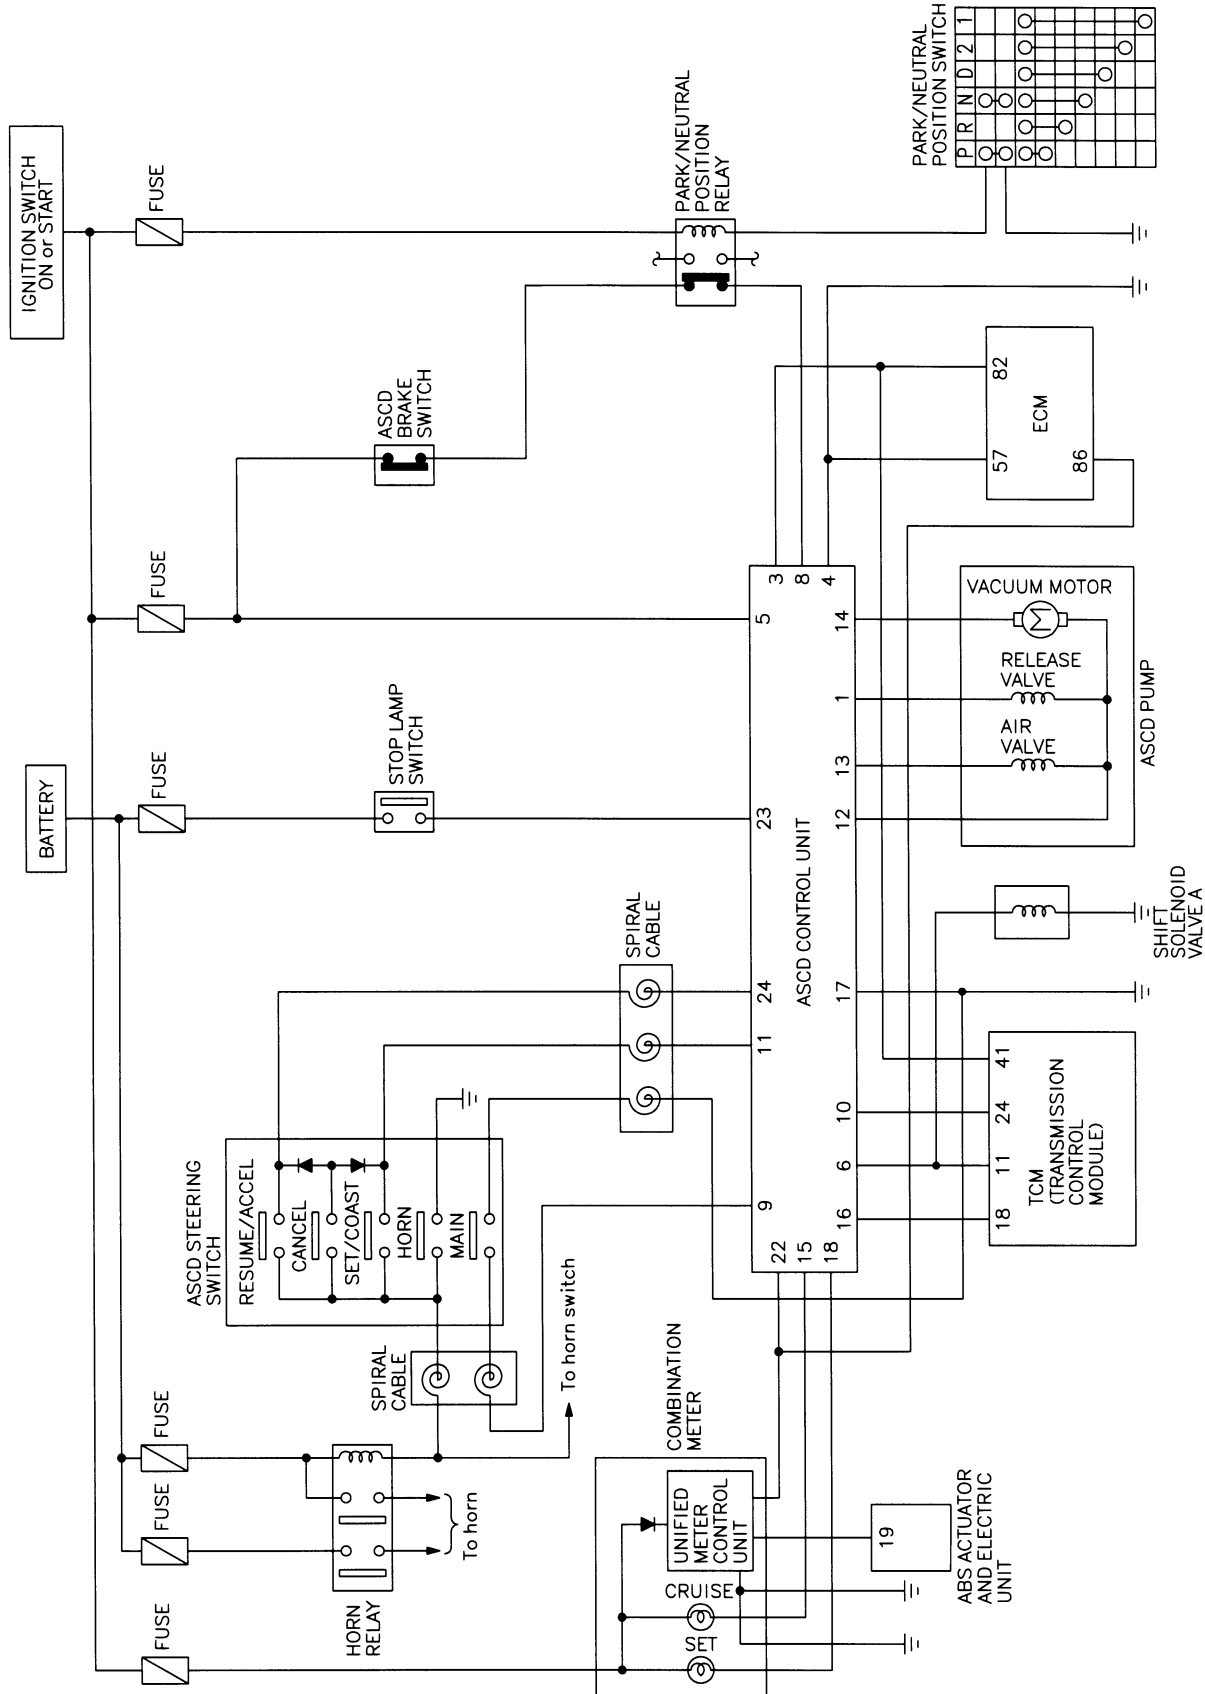 IGNITION SWITCH
ON or START
FUSE
PARK/NEUTRAL
POSITION
RELAY
PARK/NEUTRAL
POSITION SWITCH
P R N D 2 1
ASCD
BRAKE
SWITCH
82
ECM
57
86
FUSE
5
3
8
4
BATTERY
FUSE
STOP LAMP
SWITCH
23
ASCD CONTROL UNIT
14
1
13
12
VACUUM MOTOR
RELEASE
VALVE
AIR
VALVE
ASCD PUMP
SPIRAL
CABLE
24
11
9
17
10
6
16
SHIFT
SOLENOID
VALVE A
41
24
11
18
TCM
(TRANSMISSION
CONTROL
MODULE)
ASCD STEERING
SWITCH
RESUME/ACCEL
CANCEL
SET/COAST
HORN
MAIN
22
15
18
SPIRAL
CABLE
To horn switch
FUSE
FUSE
FUSE
HORN
RELAY
To horn
COMBINATION
METER
UNIFIED
METER
CONTROL
UNIT
CRUISE
SET
19
ABS ACTUATOR
AND ELECTRIC
UNIT